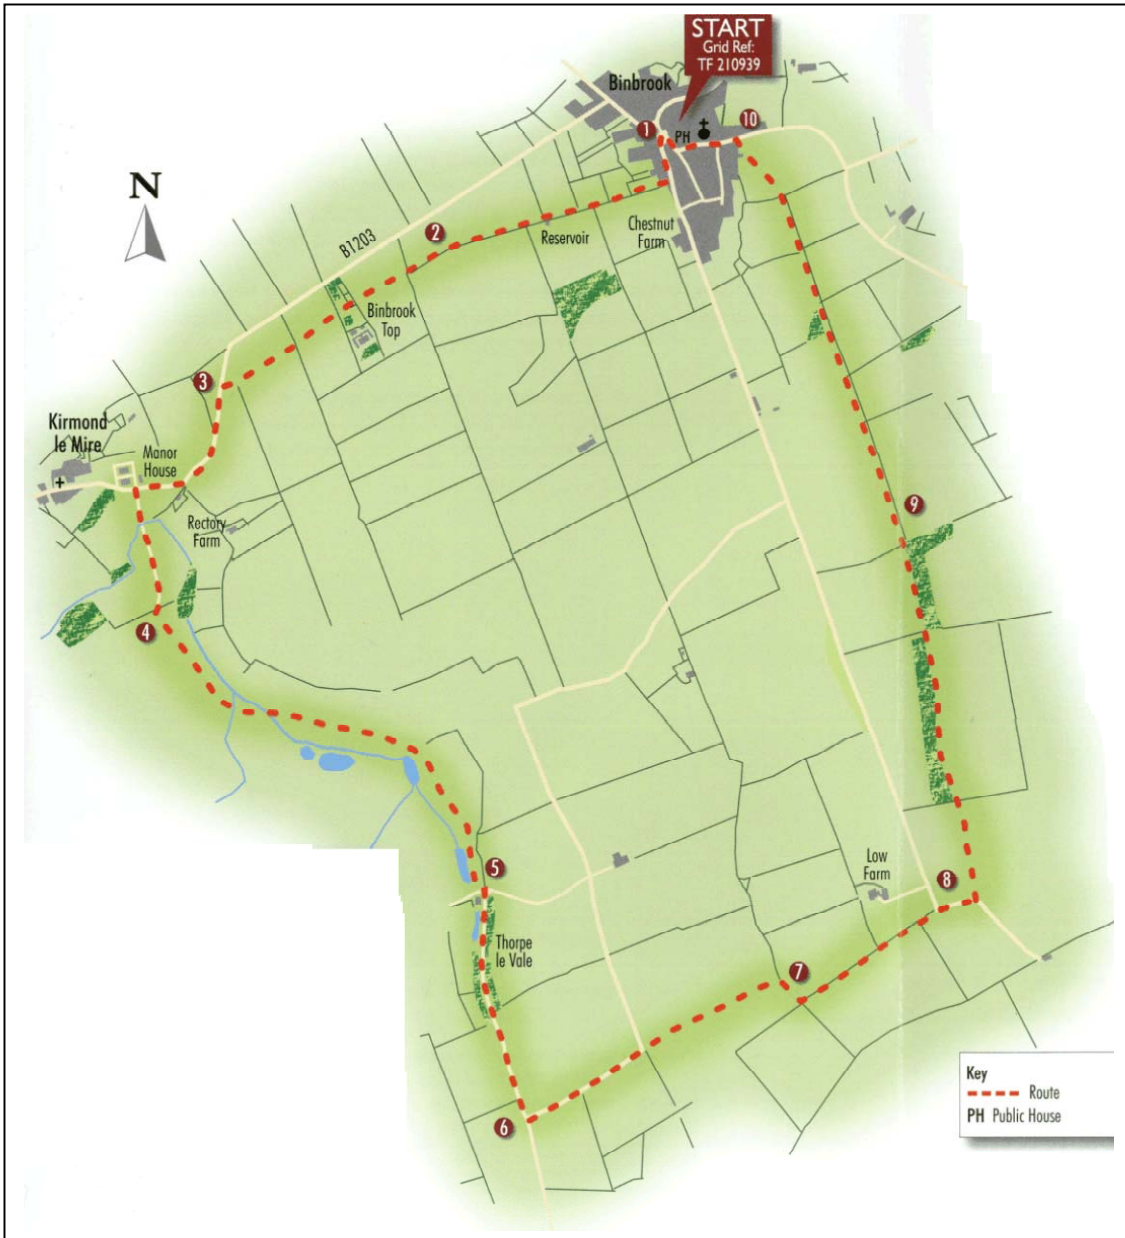 START
Grid Ref:
TF 210939
Binbrook
1
PH
10
N
2
B1203
Reservoir
Chestnut
Farm
Binbrook
Top
3
Kirmond
le Mire
Manor
House
Rectory
Farm
9
4
5
Low
Farm
8
Thorpe
le Vale
7
6
Key
Route
PH Public House